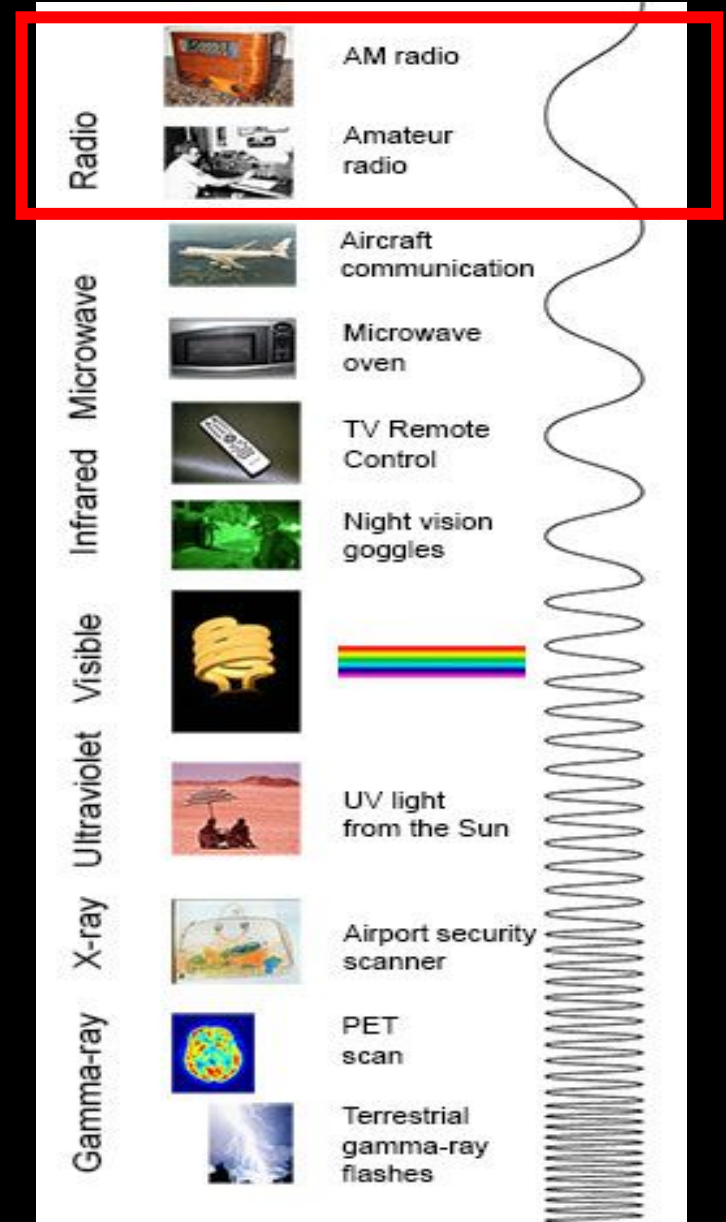 Radio
AM radio
Amateur
radio
Microwave
Aircraft
communication
Microwave
oven
Infrared
TV Remote
Control
Night vision
goggles
Visible
Ultraviolet
UV light
from the Sun
X-ray
Airport security
scanner
Gamma-ray
PET
scan
Terrestrial
gamma-ray
flashes